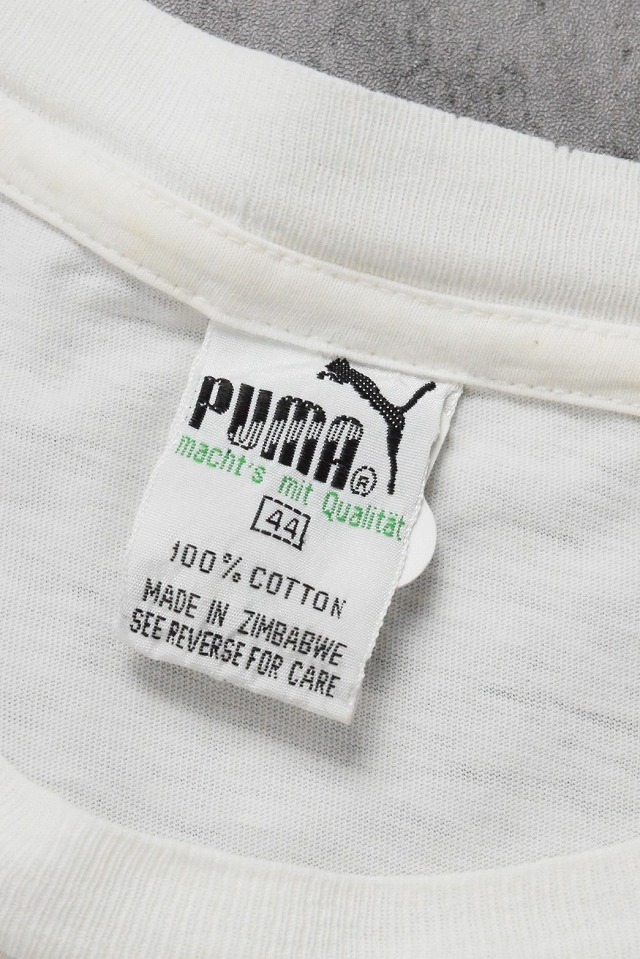 PUMA®
macht's mit Qualität
44
100% COTTON
MADE IN ZIMBABWE
SEE REVERSE FOR CARE